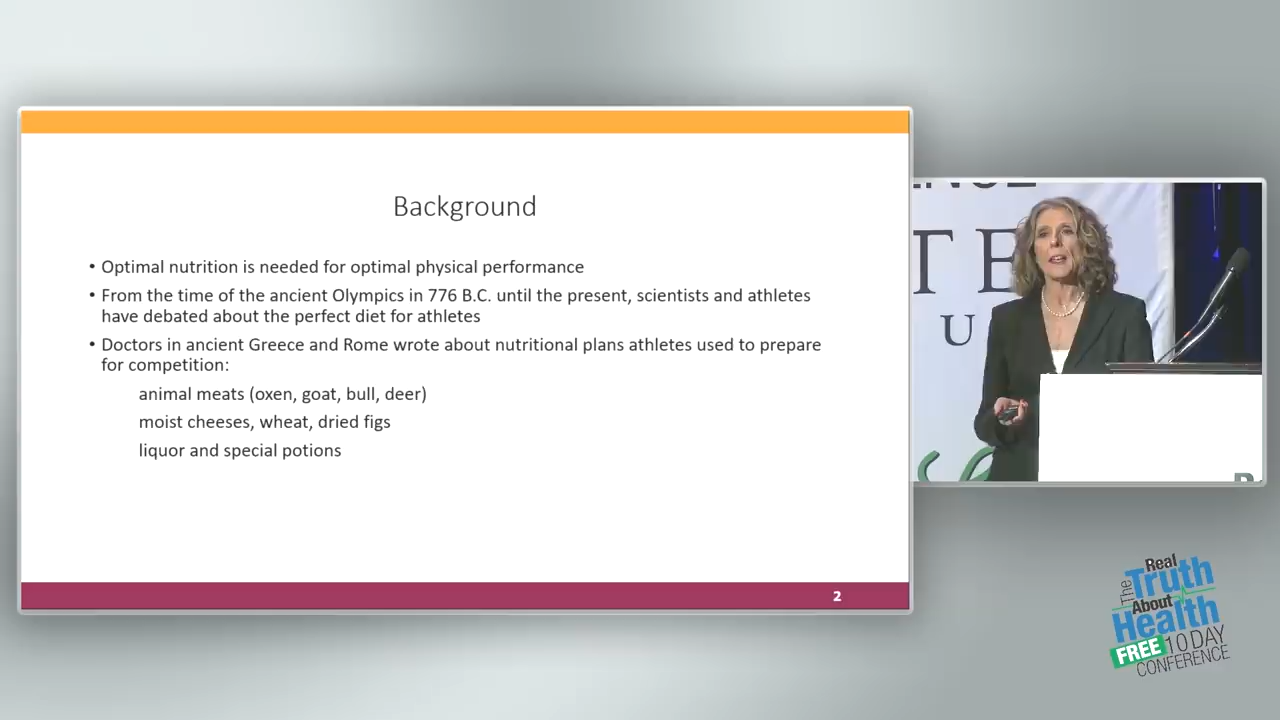 Background
• Optimal nutrition is needed for optimal physical performance
• From the time of the ancient Olympics in 776 B.C. until the present, scientists and athletes
have debated about the perfect diet for athletes
• Doctors in ancient Greece and Rome wrote about nutritional plans athletes used to prepare
for competition:
animal meats (oxen, goat, bull, deer)
moist cheeses, wheat, dried figs
liquor and special potions
2
TE
U
The Real
Truth
About
Health
FREE 10 DAY
CONFERENCE